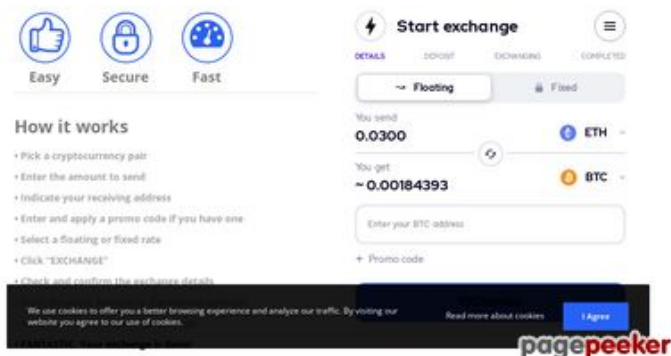 Easy Secure Fast
How it works
• Pick a cryptocurrency pair
• Enter the amount to send
• Indicate your receiving address
• Enter and apply a promo code if you have one
• Select a floating or fixed rate
• Click "EXCHANGE"
• Check and confirm the exchange details
Start exchange
DETAILS DEPOSIT EXCHANGING COMPLETED
Floating Fixed
You send
0.0300 ETH
You get
~ 0.00184393 BTC
Enter your BTC address
+ Promo code
We use cookies to offer you a better browsing experience and analyze our traffic. By visiting our
website you agree to our use of cookies.
Read more about cookies
I Agree
pagepeeker